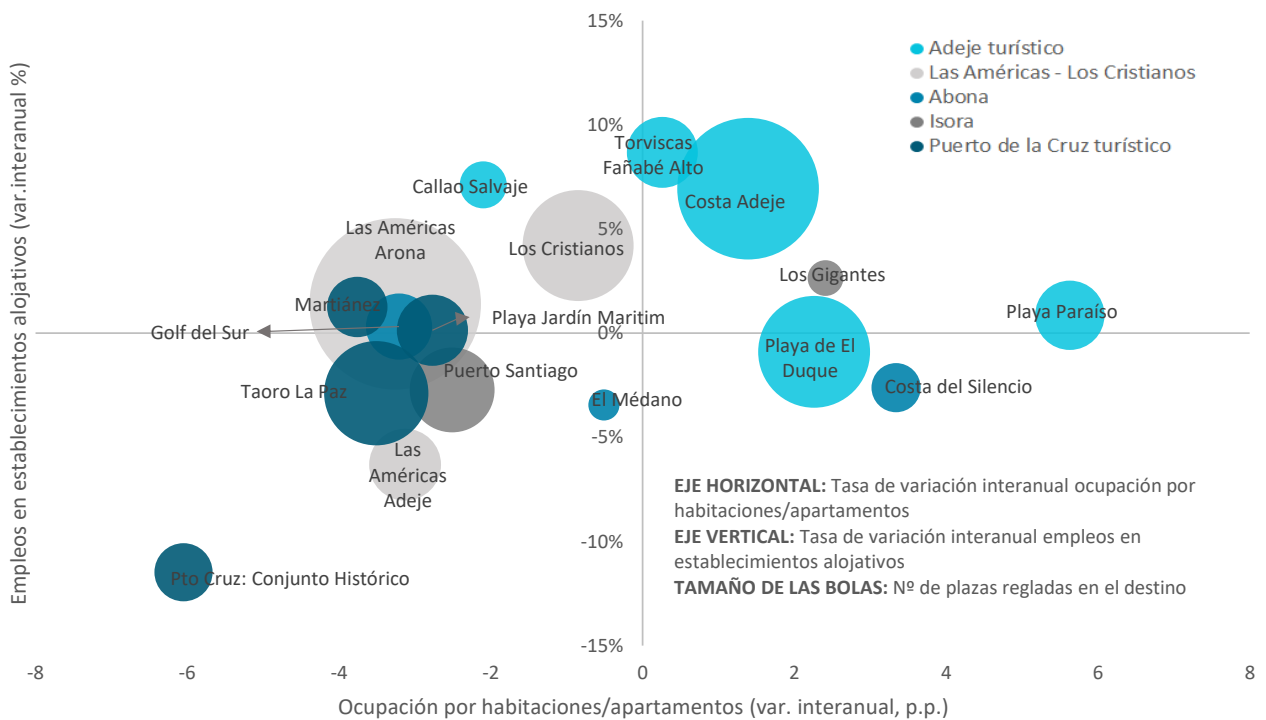 Empleos en establecimientos alojativos (var.interanual %)
15%
10%
5%
0%
-5%
-10%
-15%
Adeje turístico
Las Américas - Los Cristianos
Abona
Isora
Puerto de la Cruz turístico
Torviscas
Fañabé Alto
Callao Salvaje
Costa Adeje
Las Américas
Arona
Los Cristianos
Los Gigantes
Martiánez
Playa Jardín Maritim
Playa Paraíso
Golf del Sur
Playa de El
Duque
Puerto Santiago
Taoro La Paz
Costa del Silencio
El Médano
Las
Américas
Adeje
EJE HORIZONTAL: Tasa de variación interanual ocupación por
habitaciones/apartamentos
EJE VERTICAL: Tasa de variación interanual empleos en
establecimientos alojativos
TAMAÑO DE LAS BOLAS: Nº de plazas regladas en el destino
Pto Cruz: Conjunto Histórico
-8 -6 -4 -2 0 2 4 6 8
Ocupación por habitaciones/apartamentos (var. interanual, p.p.)